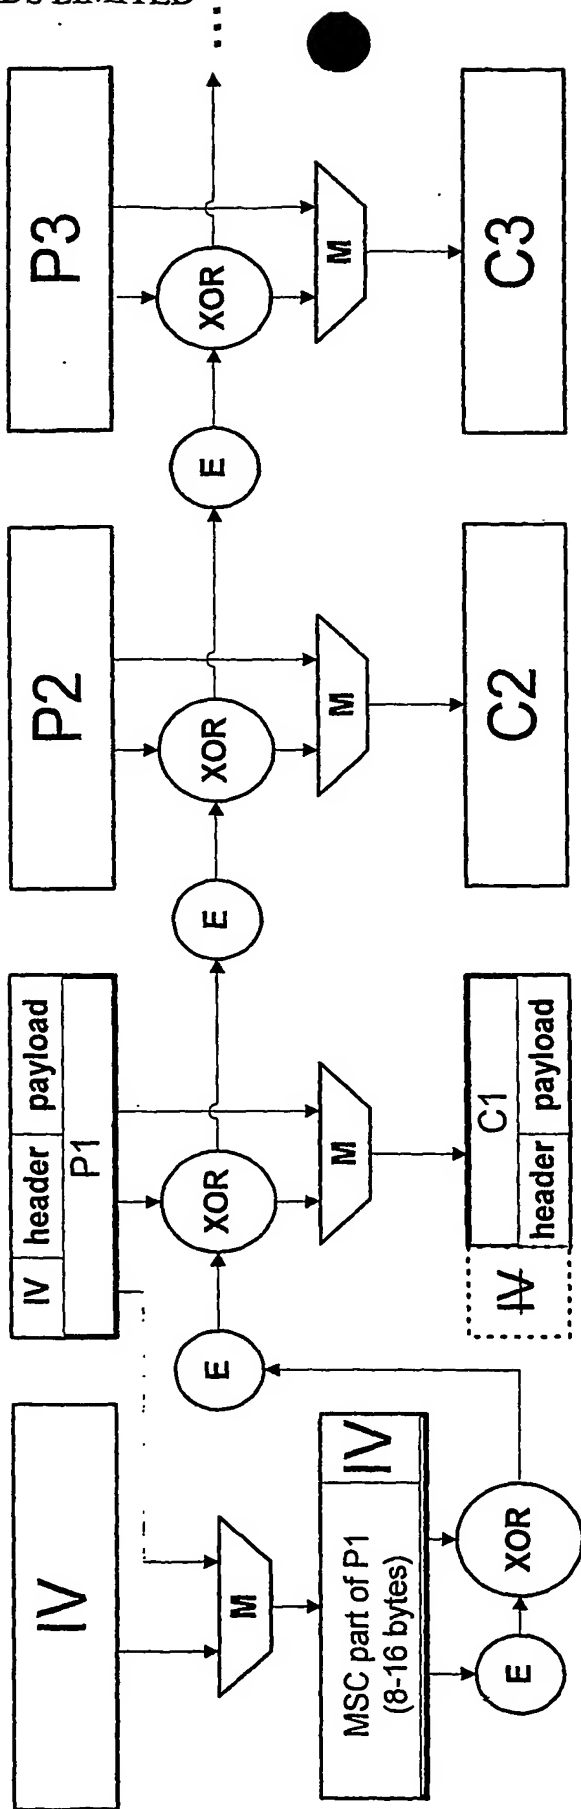 LIMITED
IV
IV header payload
P1
P2
P3
E
XOR
E
XOR
E
XOR
M
M
M
M
MSC part of P1
(8-16 bytes)
IV
E
XOR
IV
C1
header payload
C2
C3